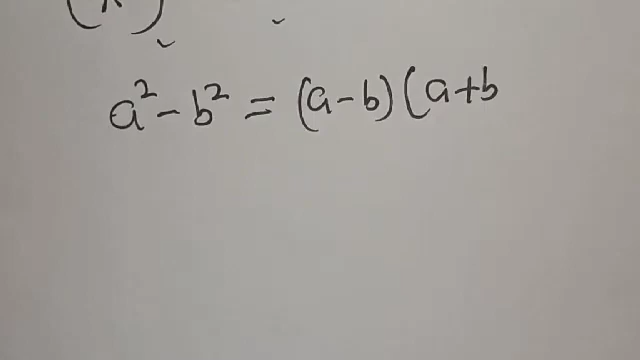 a² - b² = (a - b)(a + b